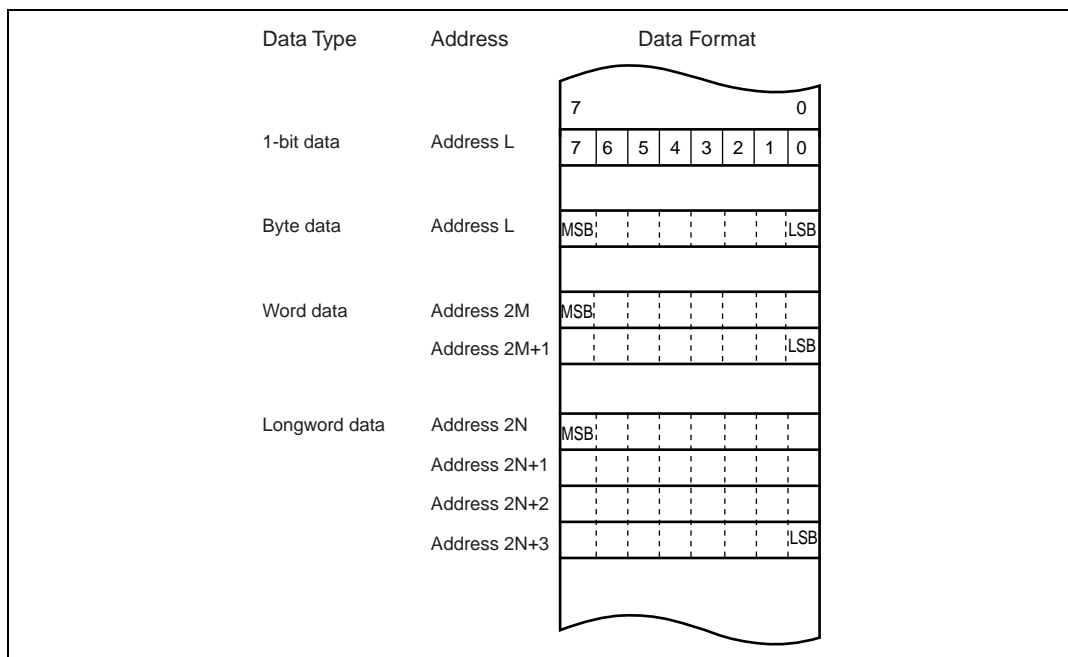 Data Type Address Data Format
7 0
1-bit data Address L 7 6 5 4 3 2 1 0
Byte data Address L MSB LSB
Word data Address 2M MSB
Address 2M+1 LSB
Longword data Address 2N MSB
Address 2N+1
Address 2N+2
Address 2N+3 LSB